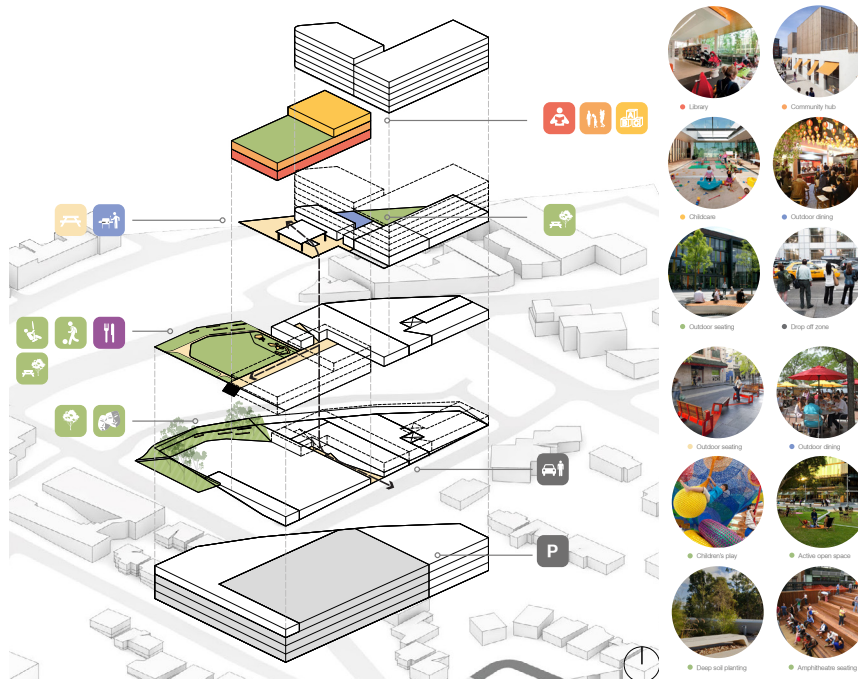 Library
Community hub
Childcare
Outdoor dining
Outdoor seating
Drop off zone
Outdoor seating
Outdoor dining
P
Children's play
Active open space
Deep soil planting
Amphitheatre seating